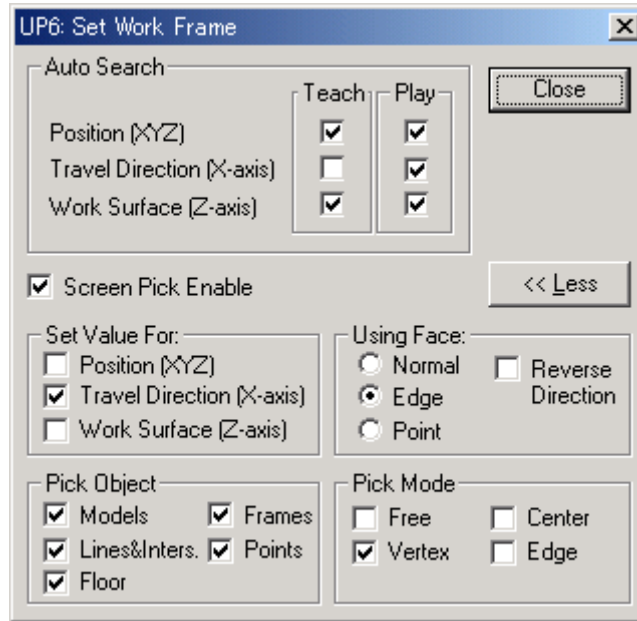 UP6: Set Work Frame
Auto Search
Teach Play
Close
Position (XYZ)
Travel Direction (X-axis)
Work Surface (Z-axis)
Screen Pick Enable
<< Less
Set Value For:
Position (XYZ)
Travel Direction (X-axis)
Work Surface (Z-axis)
Using Face:
Normal
Edge
Point
Reverse
Direction
Pick Object
Models Frames
Lines&Inters. Points
Floor
Pick Mode
Free Center
Vertex Edge